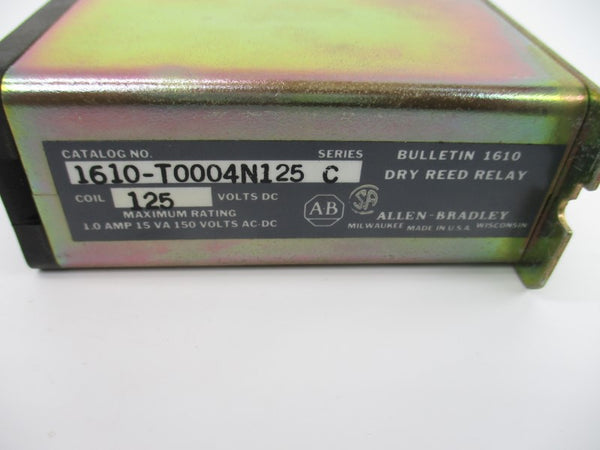 CATALOG NO. SERIES BULLETIN 1610
1610-T0004N125 C DRY REED RELAY
COIL 125 VOLTS DC
MAXIMUM RATING AB SA ALLEN-BRADLEY
1.0 AMP 15 VA 150 VOLTS AC-DC MILWAUKEE MADE IN U.S.A. WISCONSIN